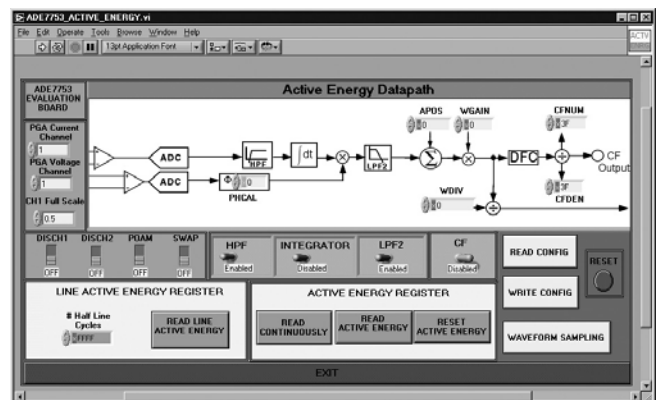 ADE7753_ACTIVE_ENERGY.vi
File Edit Operate Tools Browse Window Help
13pt Application Font
ACTV
ADE7753
EVALUATION
BOARD
Active Energy Datapath
PGA Current
Channel
1
PGA Voltage
Channel
1
CH1 Full Scale
0.5
APOS
0
WGAIN
0
CFNUM
3F
ADC
HPF
∫dt
LPF2
Σ
DFC
CF
Output
ADC
Φ
0
PHCAL
WDIV
0
3F
CFDEN
DISCH1
OFF
DISCH2
OFF
POAM
OFF
SWAP
OFF
HPF
Enabled
INTEGRATOR
Disabled
LPF2
Enabled
CF
Disabled
READ CONFIG
RESET
WRITE CONFIG
WAVEFORM SAMPLING
LINE ACTIVE ENERGY REGISTER
# Half Line
Cycles
FFFF
READ LINE
ACTIVE ENERGY
ACTIVE ENERGY REGISTER
READ
CONTINUOUSLY
READ
ACTIVE ENERGY
RESET
ACTIVE ENERGY
EXIT